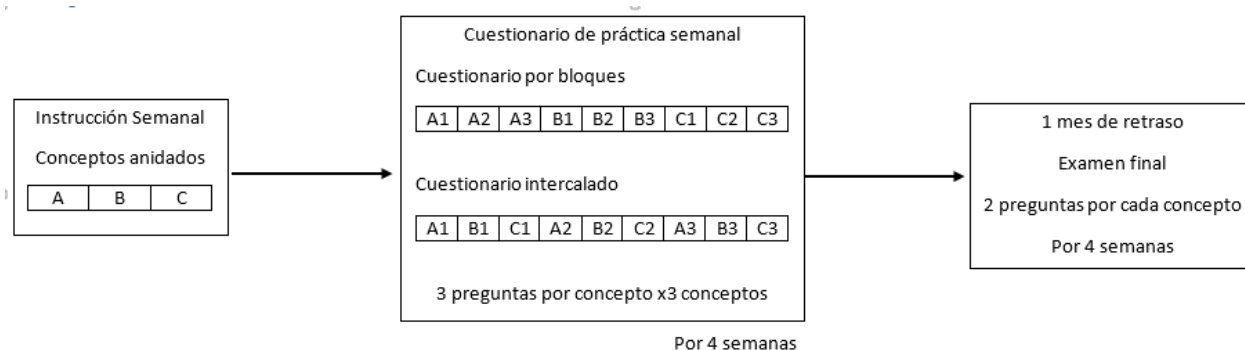 Instrucción Semanal
Conceptos anidados
A B C
Cuestionario de práctica semanal
Cuestionario por bloques
A1 A2 A3 B1 B2 B3 C1 C2 C3
Cuestionario intercalado
A1 B1 C1 A2 B2 C2 A3 B3 C3
3 preguntas por concepto x3 conceptos
Por 4 semanas
1 mes de retraso
Examen final
2 preguntas por cada concepto
Por 4 semanas